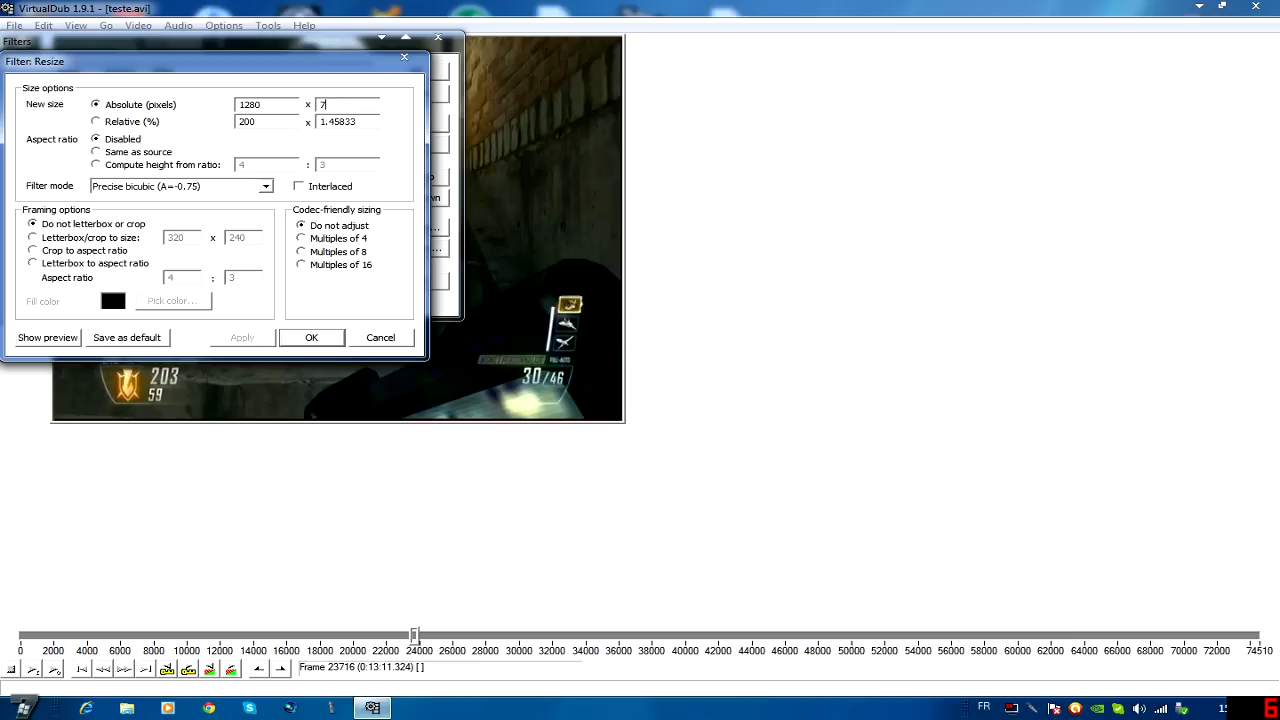 VirtualDub 1.9.1 - [teste.avi]
File Edit View Go Video Audio Options Tools Help
Filters
Filter: Resize
Size options
New size Absolute (pixels) 1280 x 7
Relative (%) 200 x 1.45833
Aspect ratio Disabled
Same as source
Compute height from ratio: 4 : 3
Filter mode Precise bicubic (A=-0.75) Interlaced
Framing options
Do not letterbox or crop
Letterbox/crop to size: 320 x 240
Crop to aspect ratio
Letterbox to aspect ratio
Aspect ratio 4 : 3
Fill color Pick color...
Codec-friendly sizing
Do not adjust
Multiples of 4
Multiples of 8
Multiples of 16
Show preview Save as default Apply OK Cancel
FULL-AUTO
203
59
30/46
0 2000 4000 6000 8000 10000 12000 14000 16000 18000 20000 22000 24000 26000 28000 30000 32000 34000 36000 38000 40000 42000 44000 46000 48000 50000 52000 54000 56000 58000 60000 62000 64000 66000 68000 70000 72000 74510
Frame 23716 (0:13:11.324) [ ]
FR
6